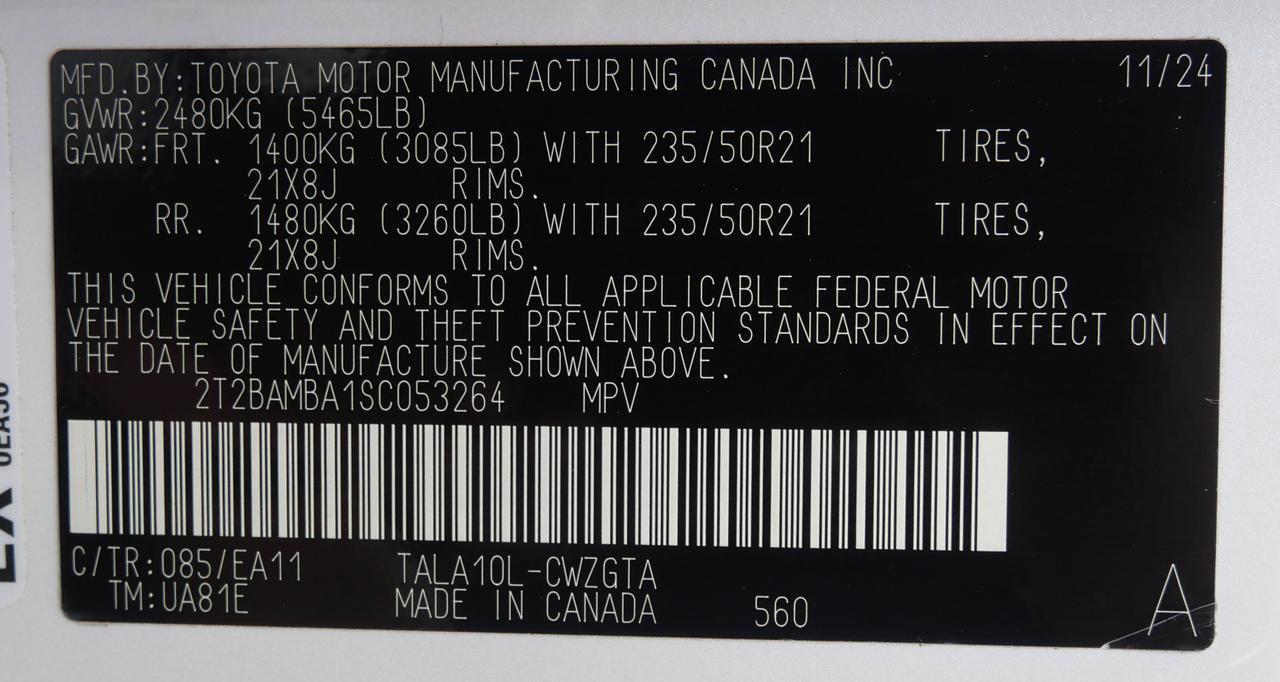 MFD.BY:TOYOTA MOTOR MANUFACTURING CANADA INC 11/24
GVWR:2480KG (5465LB)
GAWR:FRT. 1400KG (3085LB) WITH 235/50R21 TIRES,
21X8J RIMS.
RR. 1480KG (3260LB) WITH 235/50R21 TIRES,
21X8J RIMS.
THIS VEHICLE CONFORMS TO ALL APPLICABLE FEDERAL MOTOR
VEHICLE SAFETY AND THEFT PREVENTION STANDARDS IN EFFECT ON
THE DATE OF MANUFACTURE SHOWN ABOVE.
2T2BAMBA1SC053264 MPV
C/TR:085/EA11 TALA10L-CWZGTA
TM:UA81E MADE IN CANADA 560
A